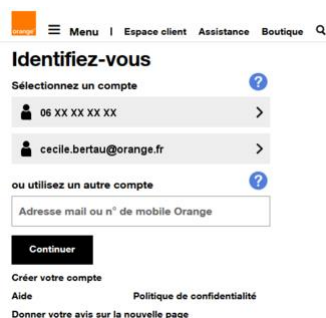 orange
Menu | Espace client Assistance Boutique
Identifiez-vous
Sélectionnez un compte ?
06 XX XX XX XX
cecile.bertau@orange.fr
ou utilisez un autre compte ?
Adresse mail ou n° de mobile Orange
Continuer
Créer votre compte
Aide Politique de confidentialité
Donner votre avis sur la nouvelle page